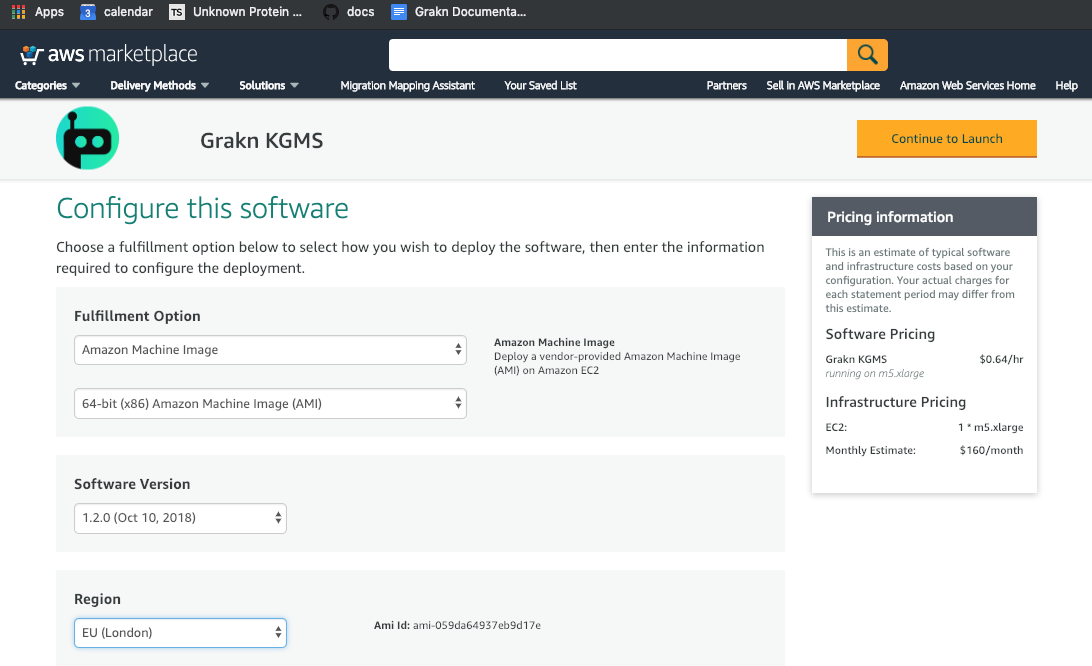 Apps
3
calendar
TS
Unknown Protein ...
docs
Grakn Documenta...
aws marketplace
Categories
Delivery Methods
Solutions
Migration Mapping Assistant
Your Saved List
Partners
Sell in AWS Marketplace
Amazon Web Services Home
Help
Grakn KGMS
Continue to Launch
Configure this software
Choose a fulfillment option below to select how you wish to deploy the software, then enter the information
required to configure the deployment.
Fulfillment Option
Amazon Machine Image
Amazon Machine Image
Deploy a vendor-provided Amazon Machine Image
(AMI) on Amazon EC2
64-bit (x86) Amazon Machine Image (AMI)
Software Version
1.2.0 (Oct 10, 2018)
Region
EU (London)
Ami Id: ami-059da64937eb9d17e
Pricing information
This is an estimate of typical software
and infrastructure costs based on your
configuration. Your actual charges for
each statement period may differ from
this estimate.
Software Pricing
Grakn KGMS $0.64/hr
running on m5.xlarge
Infrastructure Pricing
EC2: 1 * m5.xlarge
Monthly Estimate: $160/month